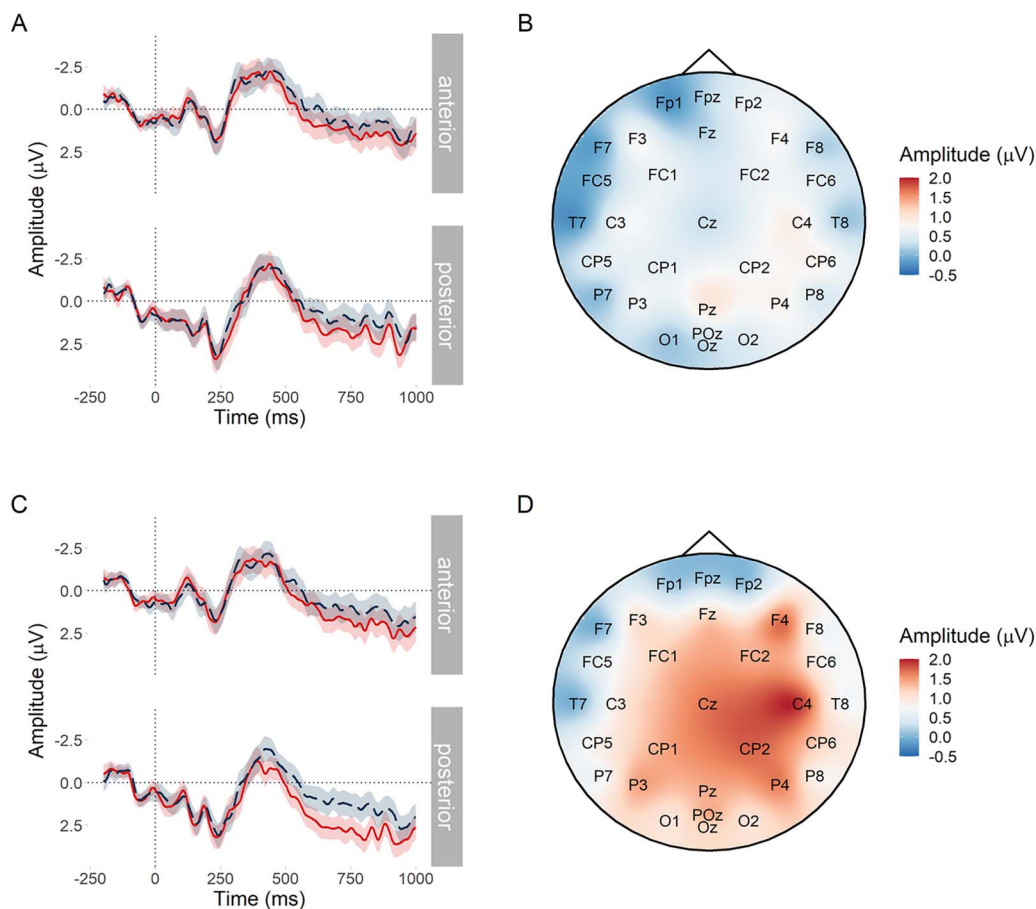 A
Amplitude (μV)
-2.5
0.0
2.5
anterior
-2.5
0.0
2.5
posterior
-250 0 250 500 750 1000
Time (ms)
B
Fp1 Fpz Fp2
F7 F3 Fz F4 F8
FC5 FC1 FC2 FC6
T7 C3 Cz C4 T8
CP5 CP1 CP2 CP6
P7 P3 Pz P4 P8
O1 POz O2
Oz
Amplitude (μV)
2.0
1.5
1.0
0.5
0.0
-0.5
C
Amplitude (μV)
-2.5
0.0
2.5
anterior
-2.5
0.0
2.5
posterior
-250 0 250 500 750 1000
Time (ms)
D
Fp1 Fpz Fp2
F7 F3 Fz F4 F8
FC5 FC1 FC2 FC6
T7 C3 Cz C4 T8
CP5 CP1 CP2 CP6
P7 P3 Pz P4 P8
O1 POz O2
Oz
Amplitude (μV)
2.0
1.5
1.0
0.5
0.0
-0.5